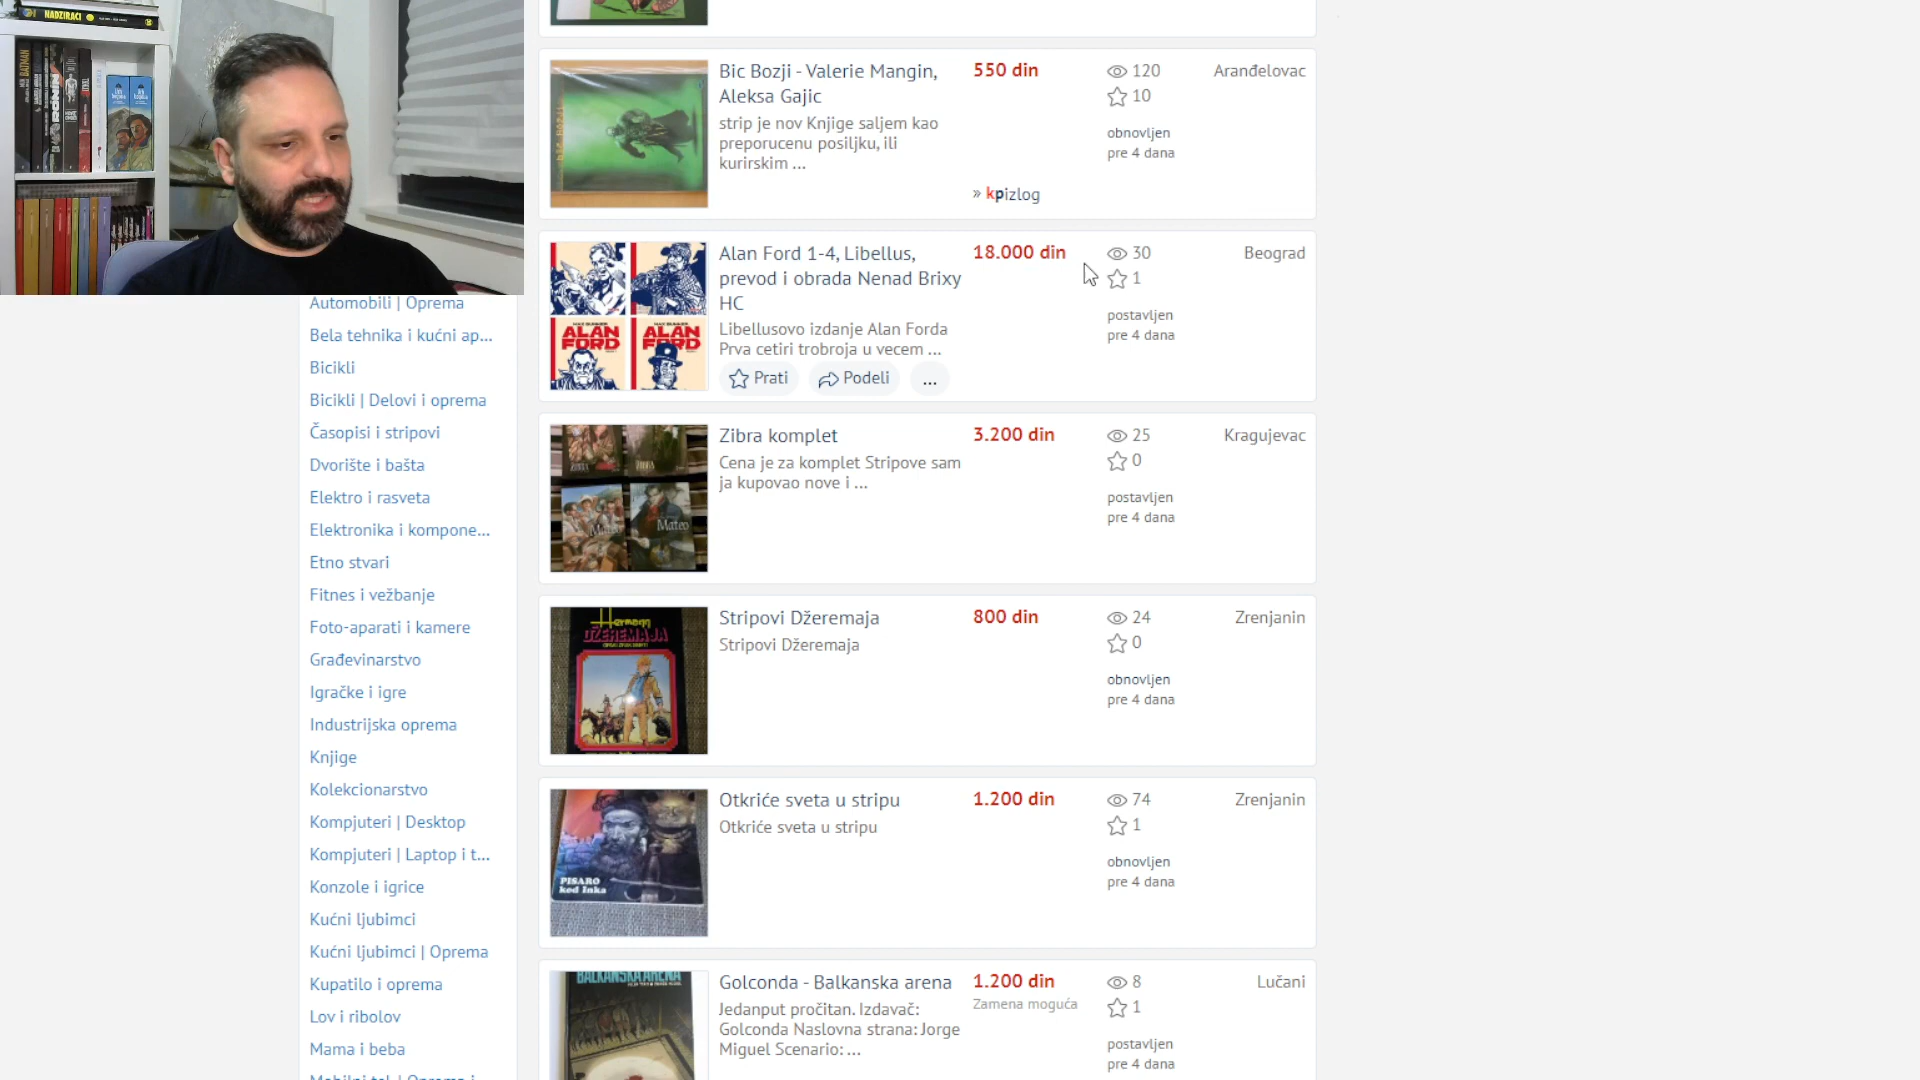 NADZIRACI
BATMAN
Bic Bozji - Valerie Mangin,
Aleksa Gajic
strip je nov Knjige saljem kao
preporucenu posiljku, ili
kurirskim ...
550 din
» kpizlog
120
10
obnovljen
pre 4 dana
Aranđelovac
Alan Ford 1-4, Libellus,
prevod i obrada Nenad Brixy
HC
Libellusovo izdanje Alan Forda
Prva cetiri trobroja u vecem ...
Prati
Podeli
...
18.000 din
30
1
postavljen
pre 4 dana
Beograd
ALAN
FORD
ALAN
FORD
Zibra komplet
Cena je za komplet Stripove sam
ja kupovao nove i ...
3.200 din
25
0
postavljen
pre 4 dana
Kragujevac
Mateo
Mateo
Stripovi Džeremaja
Stripovi Džeremaja
800 din
24
0
obnovljen
pre 4 dana
Zrenjanin
Hermann
DŽEREMAJA
Otkriće sveta u stripu
Otkriće sveta u stripu
1.200 din
74
1
obnovljen
pre 4 dana
Zrenjanin
PISARO
kod Inka
Golconda - Balkanska arena
Jedanput pročitan. Izdavač:
Golconda Naslovna strana: Jorge
Miguel Scenario: ...
1.200 din
Zamena moguća
8
1
postavljen
pre 4 dana
Lučani
BALKANSKA ARENA
Automobili | Oprema
Bela tehnika i kućni ap...
Bicikli
Bicikli | Delovi i oprema
Časopisi i stripovi
Dvorište i bašta
Elektro i rasveta
Elektronika i kompone...
Etno stvari
Fitnes i vežbanje
Foto-aparati i kamere
Građevinarstvo
Igračke i igre
Industrijska oprema
Knjige
Kolekcionarstvo
Kompjuteri | Desktop
Kompjuteri | Laptop i t...
Konzole i igrice
Kućni ljubimci
Kućni ljubimci | Oprema
Kupatilo i oprema
Lov i ribolov
Mama i beba
Mobilni tel. | Oprema i